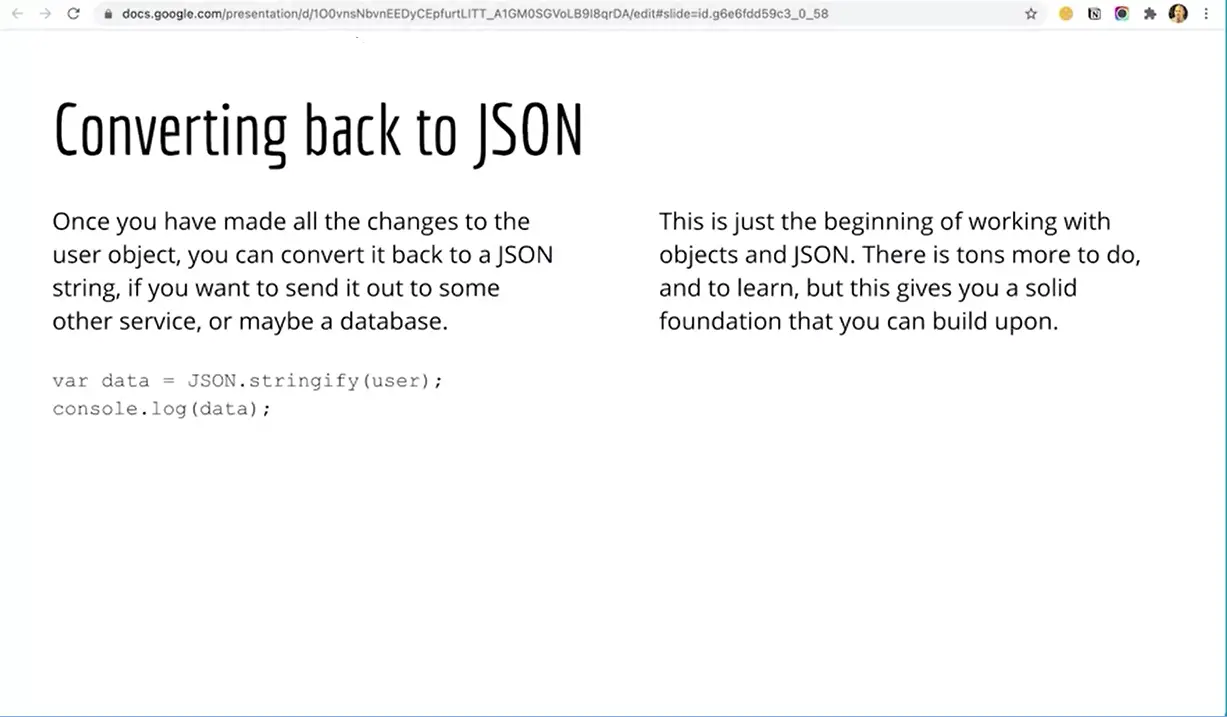 docs.google.com/presentation/d/1O0vnsNbvnEEDyCEpfurtLITT_A1GM0SGVoLB9I8qrDA/edit#slide=id.g6e6fdd59c3_0_58
Converting back to JSON
Once you have made all the changes to the
user object, you can convert it back to a JSON
string, if you want to send it out to some
other service, or maybe a database.
var data = JSON.stringify(user);
console.log(data);
This is just the beginning of working with
objects and JSON. There is tons more to do,
and to learn, but this gives you a solid
foundation that you can build upon.